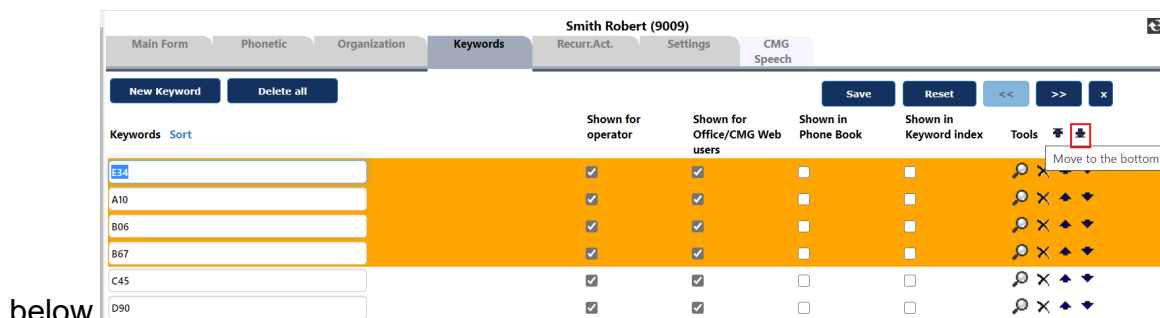 Smith Robert (9009)
Main Form Phonetic Organization Keywords Recurr.Act. Settings CMG Speech
New Keyword Delete all Save Reset << >> x
Keywords Sort Shown for operator Shown for Office/CMG Web users Shown in Phone Book Shown in Keyword index Tools
Move to the bottom
E34
A10
B06
B67
C45
below D90